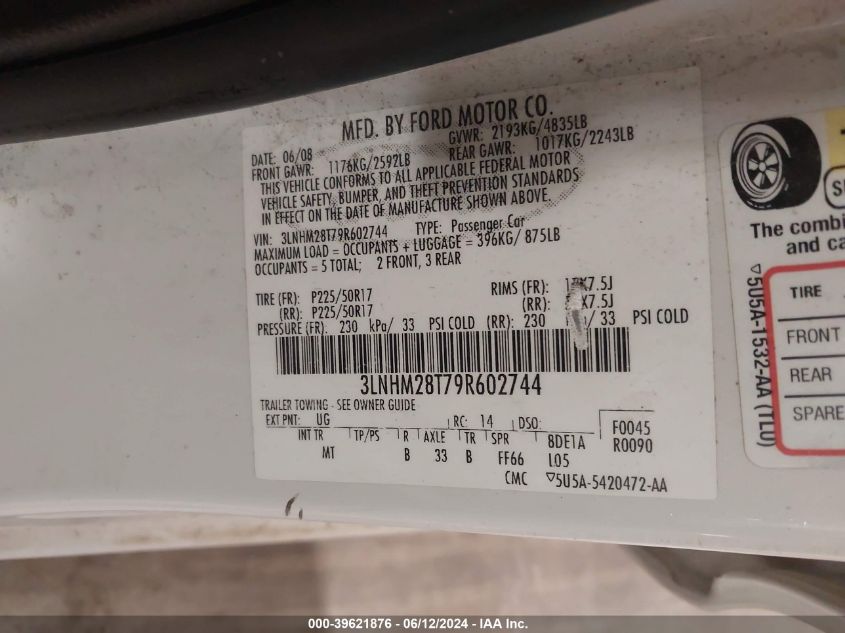 MFD. BY FORD MOTOR CO.
DATE: 06/08 GVWR: 2193KG/4835LB
FRONT GAWR: 1176KG/2592LB REAR GAWR: 1017KG/2243LB
THIS VEHICLE CONFORMS TO ALL APPLICABLE FEDERAL MOTOR
VEHICLE SAFETY, BUMPER, AND THEFT PREVENTION STANDARDS
IN EFFECT ON THE DATE OF MANUFACTURE SHOWN ABOVE.
VIN: 3LNHM28T79R602744 TYPE: Passenger Car
MAXIMUM LOAD = OCCUPANTS + LUGGAGE = 396KG/ 875LB
OCCUPANTS = 5 TOTAL; 2 FRONT, 3 REAR
TIRE (FR): P225/50R17 RIMS (FR): X7.5J
(RR): P225/50R17 (RR): X7.5J
PRESSURE (FR): 230 kPa/ 33 PSI COLD (RR): 230 / 33 PSI COLD
3LNHM28T79R602744
TRAILER TOWING - SEE OWNER GUIDE
EXT PNT: UG RC: 14 DSO: F0045
INT TR TP/PS R AXLE TR SPR 8DE1A R0090
MT B 33 B FF66 L05
CMC ▽5U5A-5420472-AA
The
and
▽5U5A-1532-AA (TLU)
TIRE
FRONT
REAR
SPARE
000-39621876 - 06/12/2024 - IAA Inc.